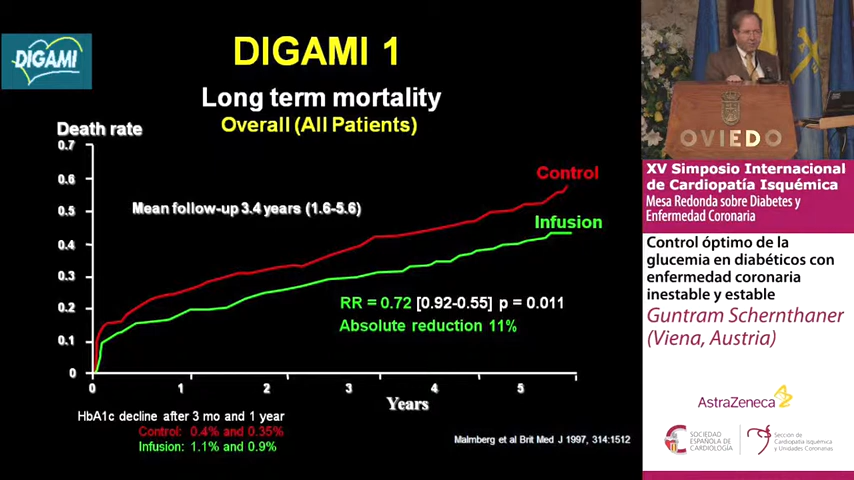 DIGAMI
DIGAMI 1
Long term mortality
Overall (All Patients)
Death rate
0.7
0.6
0.5
0.4
0.3
0.2
0.1
0
Mean follow-up 3.4 years (1.6-5.6)
Control
Infusion
RR = 0.72 [0.92-0.55] p = 0.011
Absolute reduction 11%
0 1 2 3 4 5
Years
HbA1c decline after 3 mo and 1 year
Control: 0.4% and 0.35%
Infusion: 1.1% and 0.9%
Malmberg et al Brit Med J 1997, 314:1512
OVIEDO
XV Simposio Internacional
de Cardiopatía Isquémica
Mesa Redonda sobre Diabetes y
Enfermedad Coronaria
Control óptimo de la
glucemia en diabéticos con
enfermedad coronaria
inestable y estable
Guntram Schernthaner
(Viena, Austria)
AstraZeneca
SOCIEDAD
ESPAÑOLA DE
CARDIOLOGÍA
Sección de
Cardiopatía Isquémica
y Unidades Coronarias